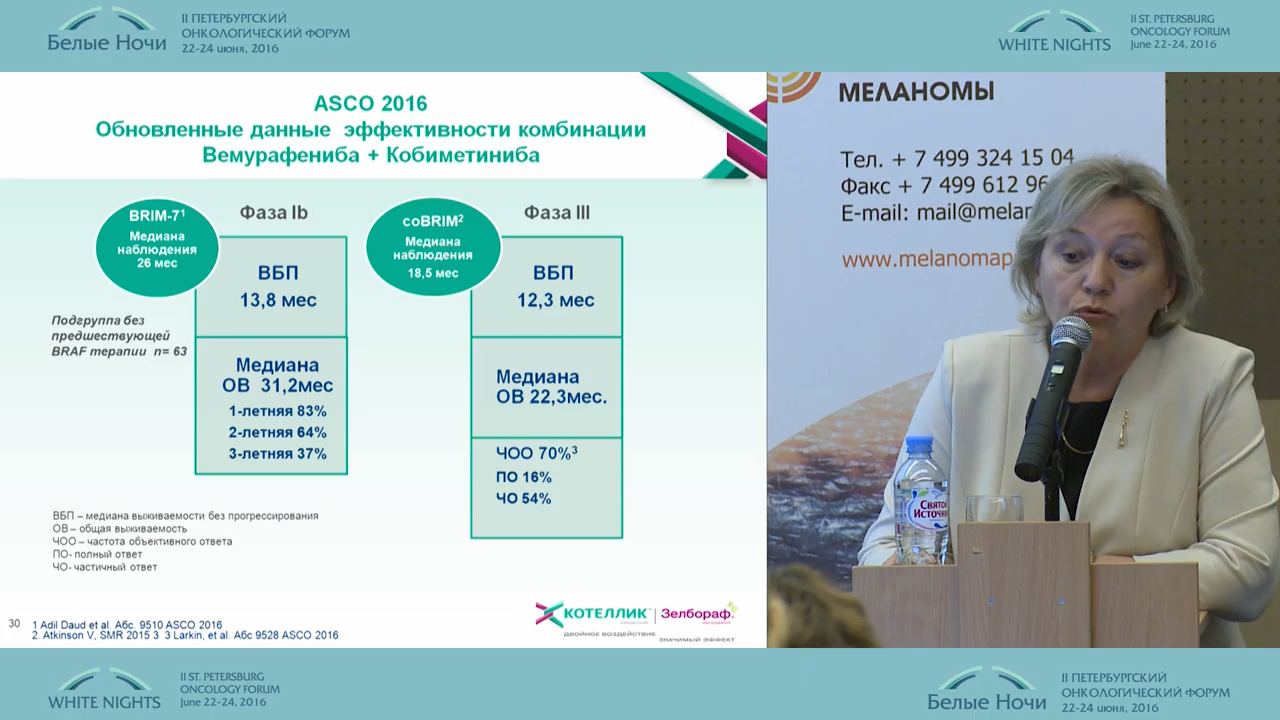 Белые Ночи
II ПЕТЕРБУРГСКИЙ
ОНКОЛОГИЧЕСКИЙ ФОРУМ
22-24 июня, 2016
WHITE NIGHTS
II ST. PETERSBURG
ONCOLOGY FORUM
June 22-24, 2016
ASCO 2016
Обновленные данные эффективности комбинации
Вемурафениба + Кобиметиниба
BRIM-7¹
Медиана
наблюдения
26 мес
Фаза Ib
ВБП
13,8 мес
Подгруппа без
предшествующей
BRAF терапии n= 63
Медиана
ОВ 31,2мес
1-летняя 83%
2-летняя 64%
3-летняя 37%
coBRIM²
Медиана
наблюдения
18,5 мес
Фаза III
ВБП
12,3 мес
Медиана
ОВ 22,3мес.
ЧОО 70%³
ПО 16%
ЧО 54%
ВБП – медиана выживаемости без прогрессирования
ОВ – общая выживаемость
ЧОО – частота объективного ответа
ПО- полный ответ
ЧО- частичный ответ
30
1 Adil Daud et al. Абс. 9510 ASCO 2016
2. Atkinson V, SMR 2015 3 3 Larkin, et al. Абс 9528 ASCO 2016
КОТЕЛЛИК
Зелбораф
ДВОЙНОЕ ВОЗДЕЙСТВИЕ
ЗНАЧИМЫЙ ЭФФЕКТ
МЕЛАНОМЫ
Тел. + 7 499 324 15 04
Факс + 7 499 612 96
E-mail: mail@melan
www.melanomap
Святой
Источник
WHITE NIGHTS
II ST. PETERSBURG
ONCOLOGY FORUM
June 22-24, 2016
Белые Ночи
II ПЕТЕРБУРГСКИЙ
ОНКОЛОГИЧЕСКИЙ ФОРУМ
22-24 июня, 2016